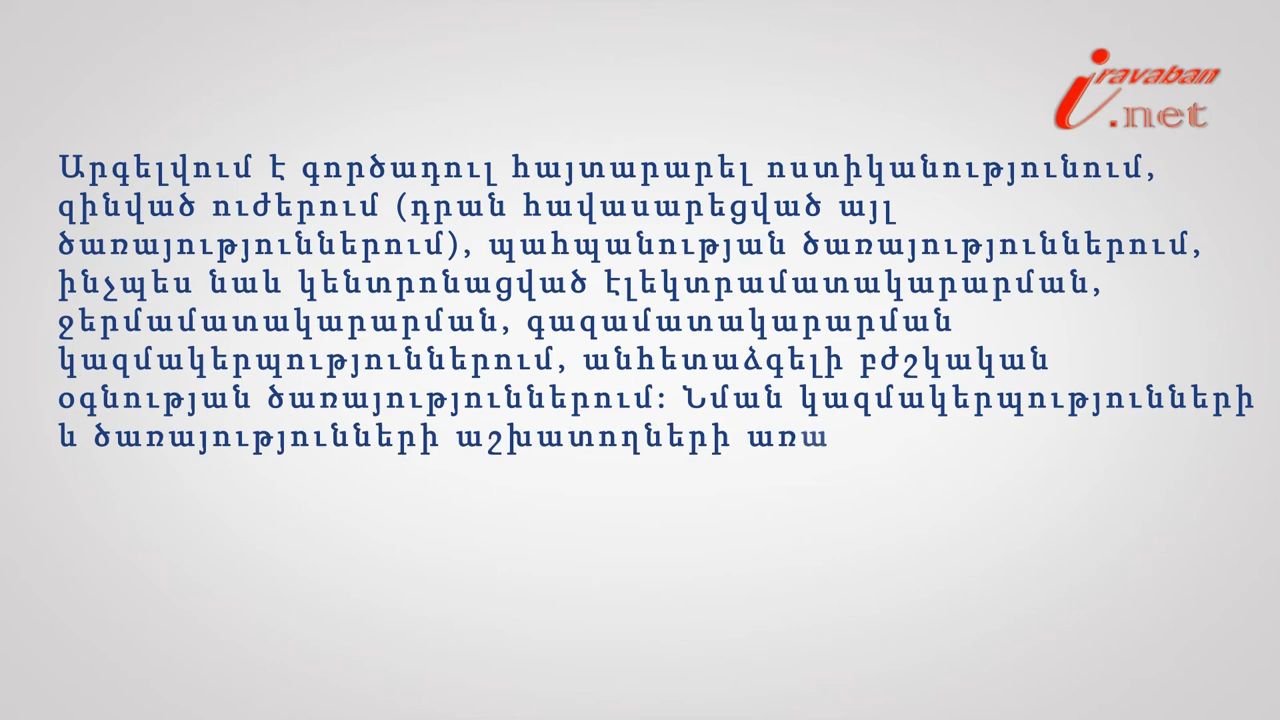 iravaban
.net
Արգելվում է գործադուլ հայտարարել ոստիկանությունում,
զինված ուժերում (դրան հավասարեցված այլ
ծառայություններում), պահպանության ծառայություններում,
ինչպես նաև կենտրոնացված էլեկտրամատակարարման,
ջերմամատակարարման, գազամատակարարման
կազմակերպություններում, անհետաձգելի բժշկական
օգնության ծառայություններում: Նման կազմակերպությունների
և ծառայությունների աշխատողների առա